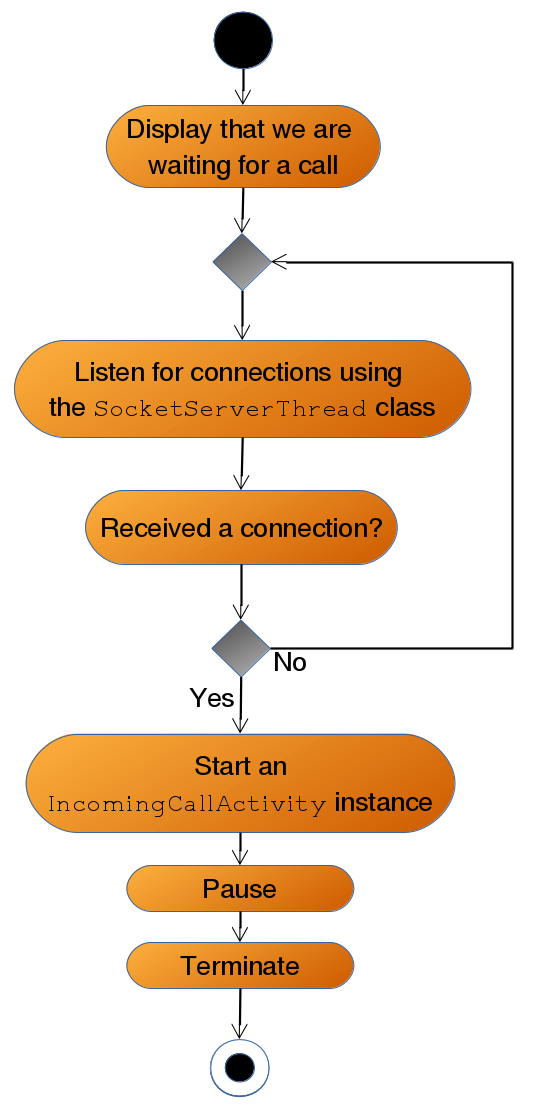 Display that we are
waiting for a call
Listen for connections using
the SocketServerThread class
Received a connection?
No
Yes
Start an
IncomingCallActivity instance
Pause
Terminate